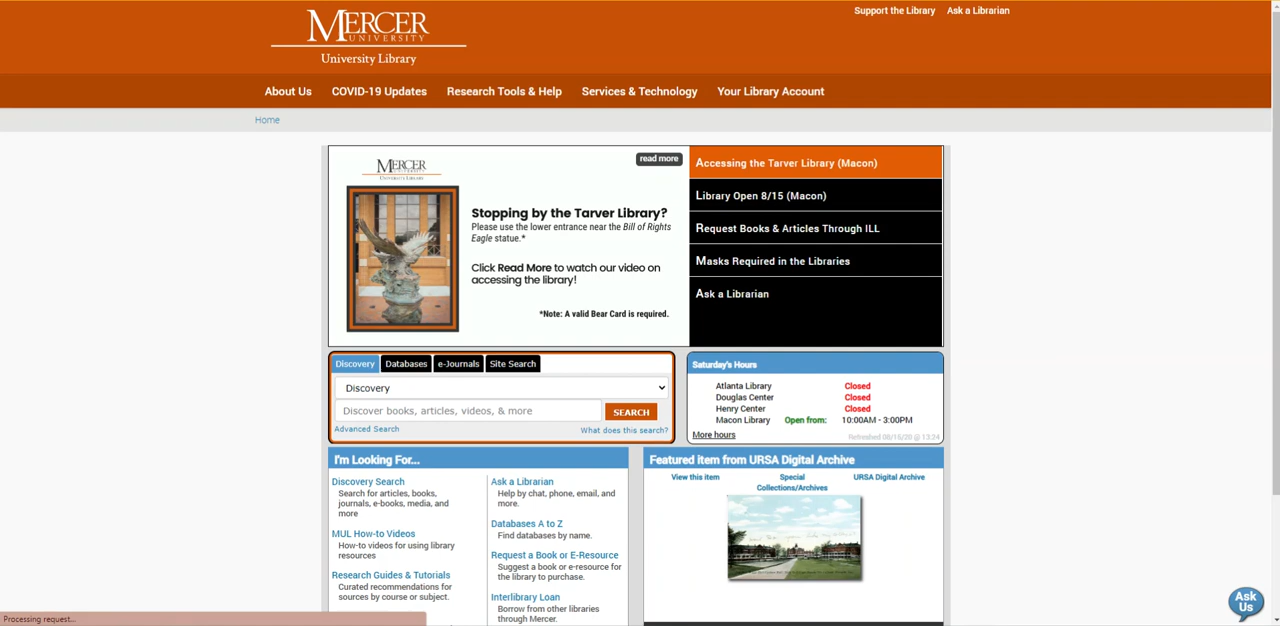 Support the Library Ask a Librarian
MERCER
UNIVERSITY
University Library
About Us COVID-19 Updates Research Tools & Help Services & Technology Your Library Account
Home
MERCER
UNIVERSITY
University Library
read more
Stopping by the Tarver Library?
Please use the lower entrance near the Bill of Rights
Eagle statue.*
Click Read More to watch our video on
accessing the library!
*Note: A valid Bear Card is required.
Accessing the Tarver Library (Macon)
Library Open 8/15 (Macon)
Request Books & Articles Through ILL
Masks Required in the Libraries
Ask a Librarian
Discovery Databases e-Journals Site Search
Discovery
Discover books, articles, videos, & more SEARCH
Advanced Search What does this search?
Saturday's Hours
Atlanta Library Closed
Douglas Center Closed
Henry Center Closed
Macon Library Open from: 10:00AM - 3:00PM
More hours Refreshed 08/15/20 @ 13:24
I'm Looking For...
Discovery Search
Search for articles, books,
journals, e-books, media, and
more
MUL How-to Videos
How-to videos for using library
resources
Research Guides & Tutorials
Curated recommendations for
sources by course or subject.
Ask a Librarian
Help by chat, phone, email, and
more.
Databases A to Z
Find databases by name.
Request a Book or E-Resource
Suggest a book or e-resource for
the library to purchase.
Interlibrary Loan
Borrow from other libraries
through Mercer.
Featured item from URSA Digital Archive
View this item Special URSA Digital Archive
Collections/Archives
Ask
Us
Processing request...